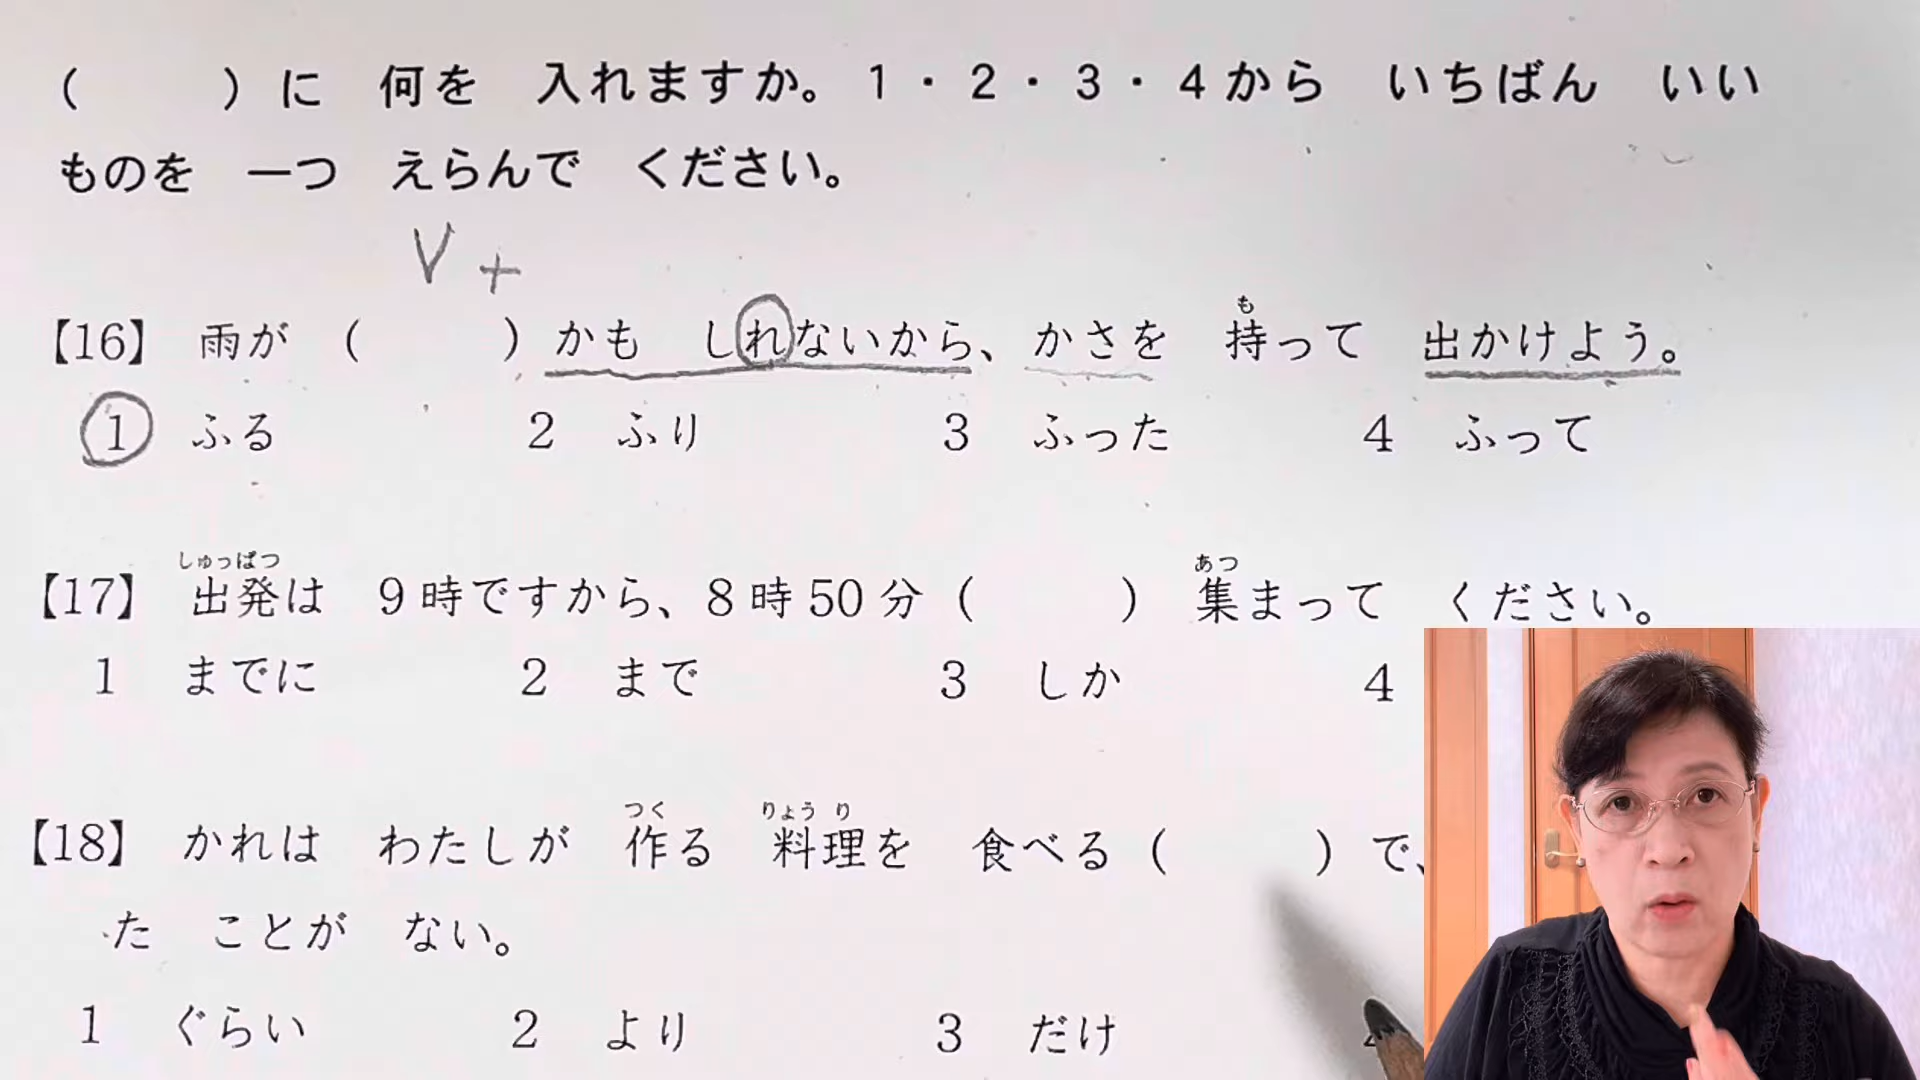 （　　　）に 何を 入れますか。１・２・３・４から いちばん いい
ものを 一つ えらんで ください。
V +
も
【16】 雨が （　　　）かも しれないから、かさを 持って 出かけよう。
1 ふる 2 ふり 3 ふった 4 ふって
しゅっぱつ あつ
【17】 出発は 9時ですから、8時50分（　　　） 集まって ください。
1 までに 2 まで 3 しか 4
つく りょうり
【18】 かれは わたしが 作る 料理を 食べる（　　　）で、
た ことが ない。
1 ぐらい 2 より 3 だけ